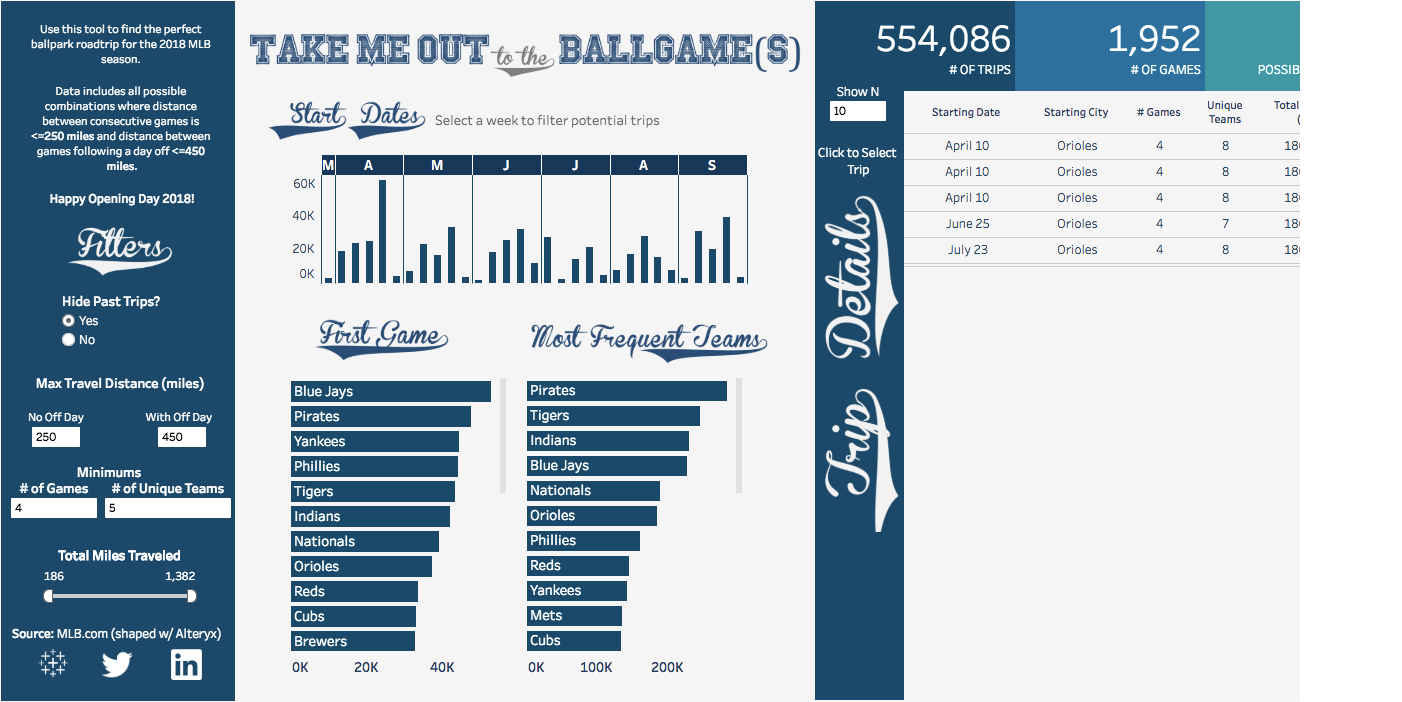 Use this tool to find the perfect
ballpark roadtrip for the 2018 MLB
season.
Data includes all possible
combinations where distance
between consecutive games is
<=250 miles and distance between
games following a day off <=450
miles.
Happy Opening Day 2018!
Filters
Hide Past Trips?
Yes
No
Max Travel Distance (miles)
No Off Day With Off Day
250 450
Minimums
# of Games # of Unique Teams
4 5
Total Miles Traveled
186 1,382
Source: MLB.com (shaped w/ Alteryx)
in
TAKE ME OUT to the BALLGAME(S)
Start Dates Select a week to filter potential trips
M A M J J A S
60K
40K
20K
0K
First Game
Blue Jays
Pirates
Yankees
Phillies
Tigers
Indians
Nationals
Orioles
Reds
Cubs
Brewers
0K 20K 40K
Most Frequent Teams
Pirates
Tigers
Indians
Blue Jays
Nationals
Orioles
Phillies
Reds
Yankees
Mets
Cubs
0K 100K 200K
554,086
# OF TRIPS
1,952
# OF GAMES
POSSIB
Show N
10
Click to Select
Trip
Trip Details
Starting Date Starting City # Games Unique Teams Total (
April 10 Orioles 4 8 18
April 10 Orioles 4 8 18
April 10 Orioles 4 8 18
June 25 Orioles 4 7 18
July 23 Orioles 4 8 18